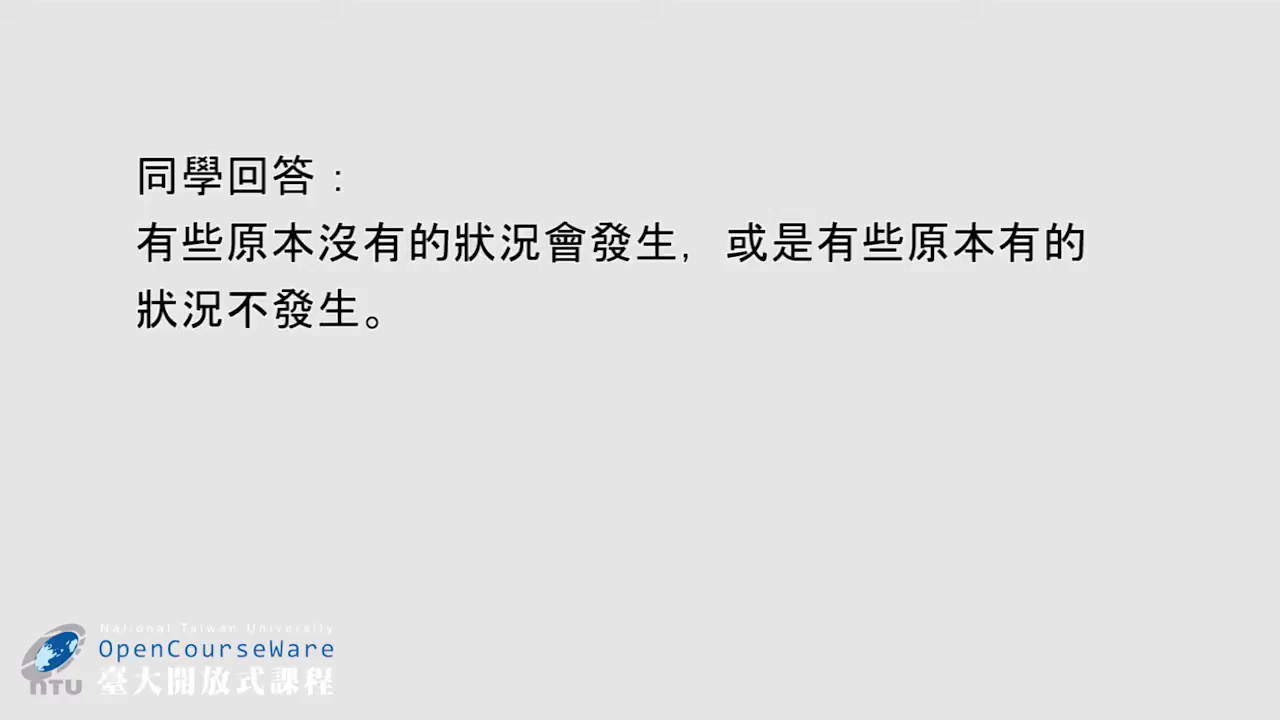 同學回答：
有些原本沒有的狀況會發生，或是有些原本有的
狀況不發生。
National Taiwan University
OpenCourseWare
臺大開放式課程
NTU